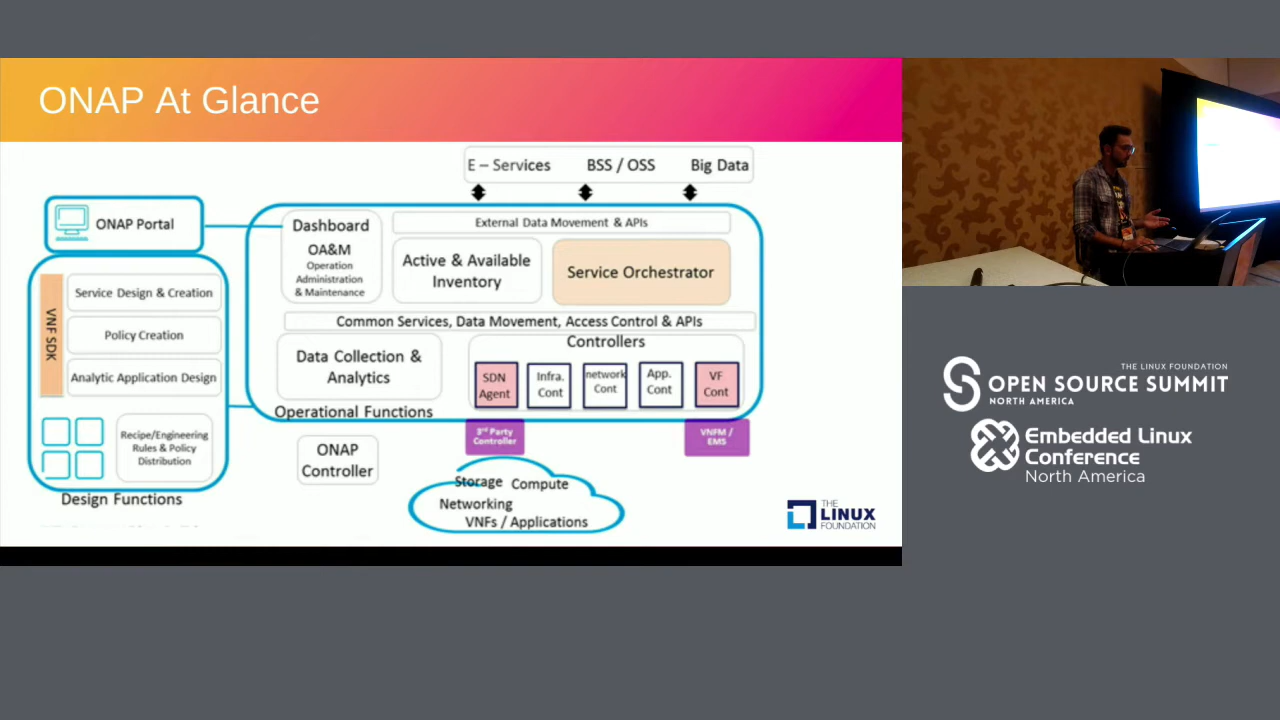 ONAP At Glance
E – Services BSS / OSS Big Data
ONAP Portal
Dashboard
OA&M
Operation
Administration
& Maintenance
External Data Movement & APIs
Active & Available
Inventory
Service Orchestrator
VNF SDK
Service Design & Creation
Policy Creation
Analytic Application Design
Recipe/Engineering
Rules & Policy
Distribution
Design Functions
Common Services, Data Movement, Access Control & APIs
Data Collection &
Analytics
Controllers
SDN
Agent
Infra.
Cont
network
Cont
App.
Cont
VF
Cont
Operational Functions
ONAP
Controller
3rd Party
Controller
VNFM /
EMS
Storage Compute
Networking
VNFs / Applications
THE
LINUX
FOUNDATION
THE LINUX FOUNDATION
OPEN SOURCE SUMMIT
NORTH AMERICA
Embedded Linux
Conference
North America